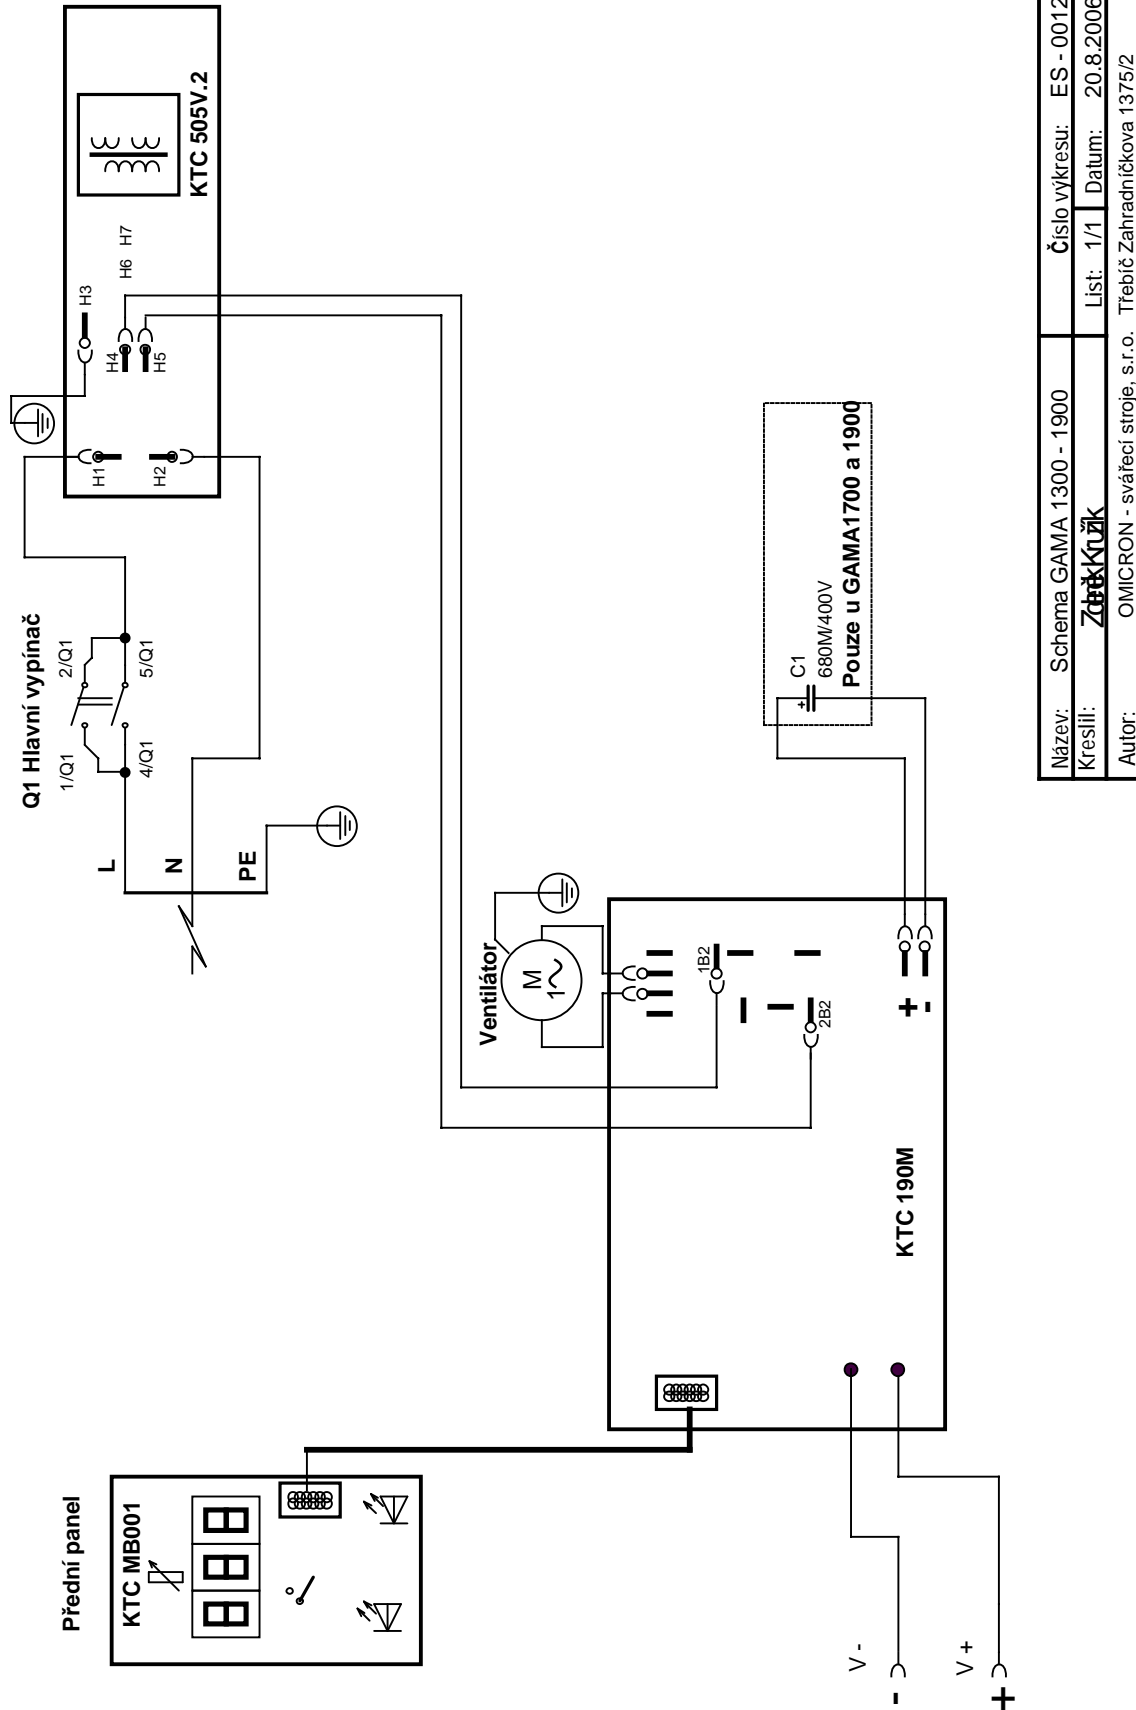 Přední panel
KTC MB001
V -
-
V +
+
Q1 Hlavní vypínač
1/Q1
2/Q1
4/Q1
5/Q1
L
N
PE
H1
H2
H3
H4
H5
H6 H7
KTC 505V.2
Ventilátor
M
1
1B2
2B2
+
-
KTC 190M
+
C1
680M/400V
Pouze u GAMA1700 a 1900
Název: Schema GAMA 1300 - 1900
Číslo výkresu: ES - 0012
Kreslil:
List: 1/1
Datum: 20.8.2006
Autor: OMICRON - svářecí stroje, s.r.o. Třebíč Zahradníčkova 1375/2